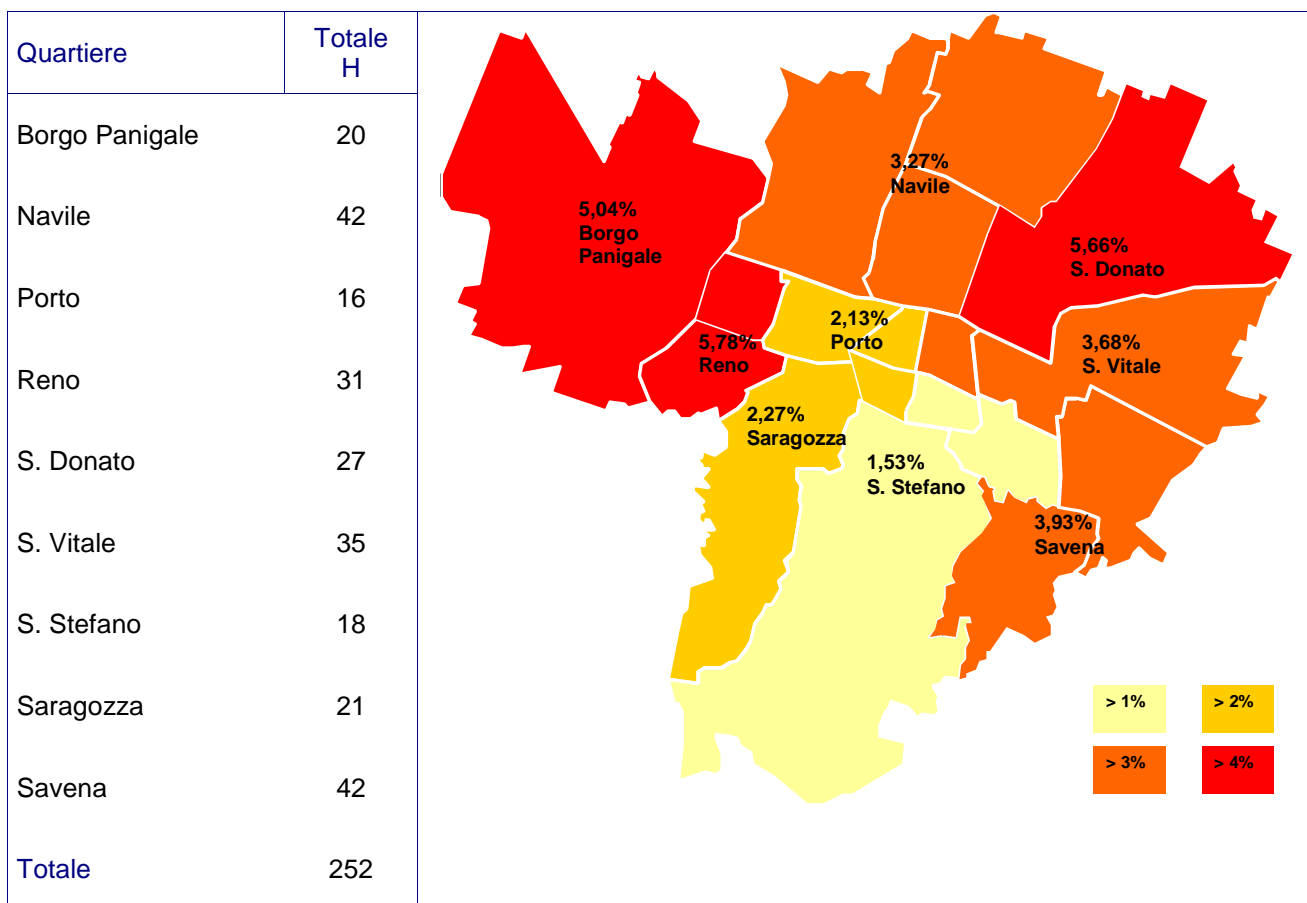 Quartiere Totale H
Borgo Panigale 20
Navile 42
Porto 16
Reno 31
S. Donato 27
S. Vitale 35
S. Stefano 18
Saragozza 21
Savena 42
Totale 252
3,27%
Navile
5,04%
Borgo
Panigale
5,66%
S. Donato
2,13%
Porto
5,78%
Reno
3,68%
S. Vitale
2,27%
Saragozza
1,53%
S. Stefano
3,93%
Savena
> 1% > 2%
> 3% > 4%